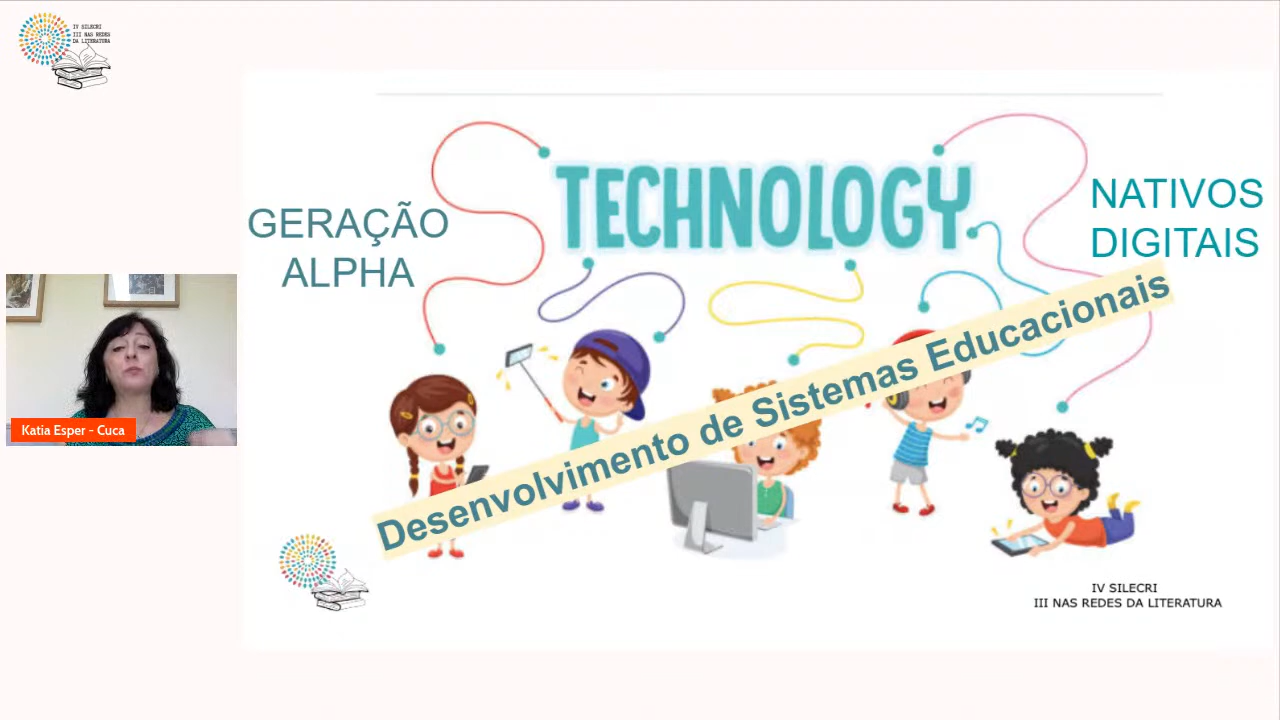 IV SILECRI
III NAS REDES
DA LITERATURA
TECHNOLOGY
GERAÇÃO
ALPHA
NATIVOS
DIGITAIS
Desenvolvimento de Sistemas Educacionais
Katia Esper - Cuca
IV SILECRI
III NAS REDES DA LITERATURA